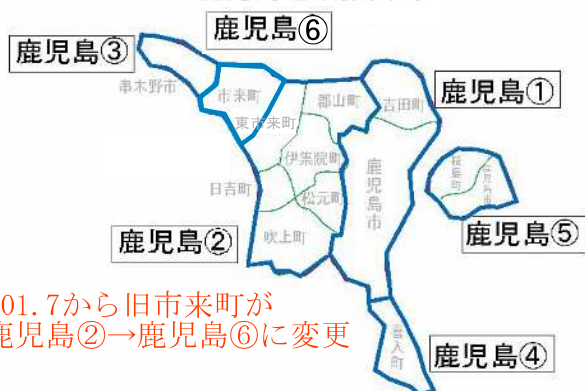 鹿児島⑥
鹿児島③
串木野市
市来町
東市来町
郡山町
吉田町
鹿児島①
伊集院町
鹿児島市
桜島町
日吉町
松元町
鹿児島⑤
鹿児島②
吹上町
01.7から旧市来町が
鹿児島②→鹿児島⑥に変更
喜入町
鹿児島④